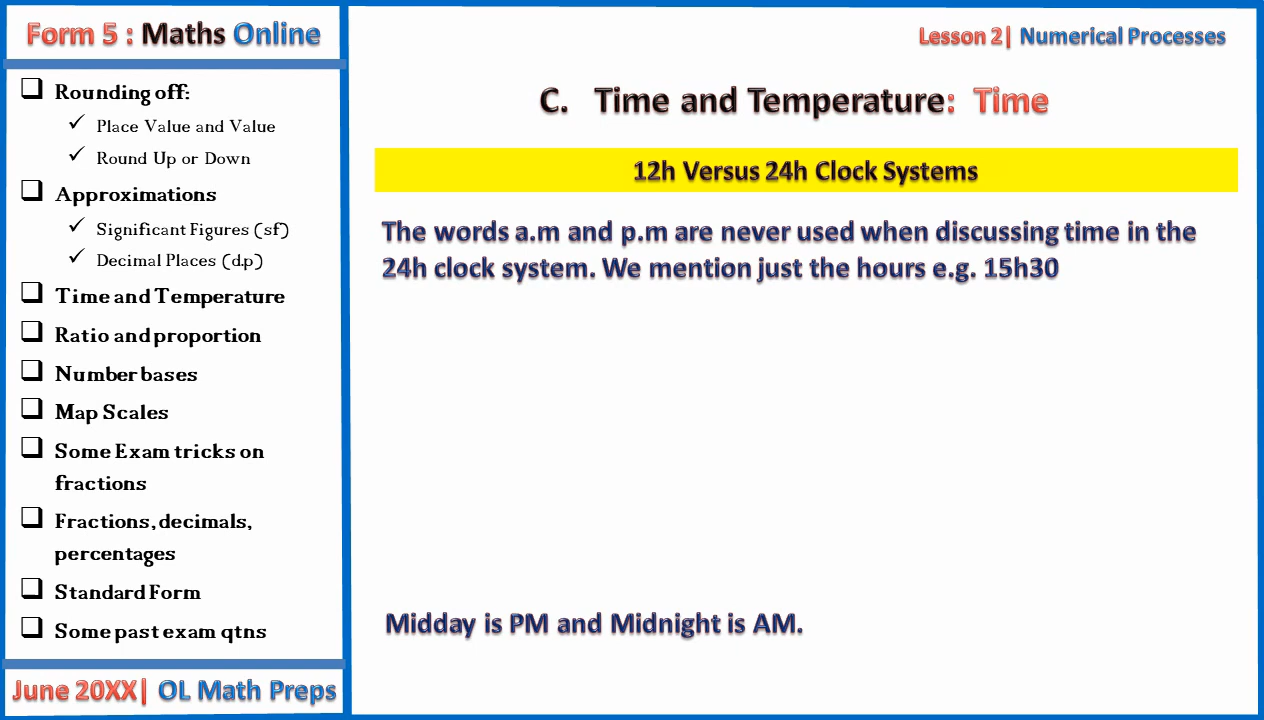 Form 5 : Maths Online
Rounding off:
Place Value and Value
Round Up or Down
Approximations
Significant Figures (sf)
Decimal Places (d.p)
Time and Temperature
Ratio and proportion
Number bases
Map Scales
Some Exam tricks on
fractions
Fractions, decimals,
percentages
Standard Form
Some past exam qtns
June 20XX| OL Math Preps
Lesson 2| Numerical Processes
C. Time and Temperature: Time
12h Versus 24h Clock Systems
The words a.m and p.m are never used when discussing time in the
24h clock system. We mention just the hours e.g. 15h30
Midday is PM and Midnight is AM.